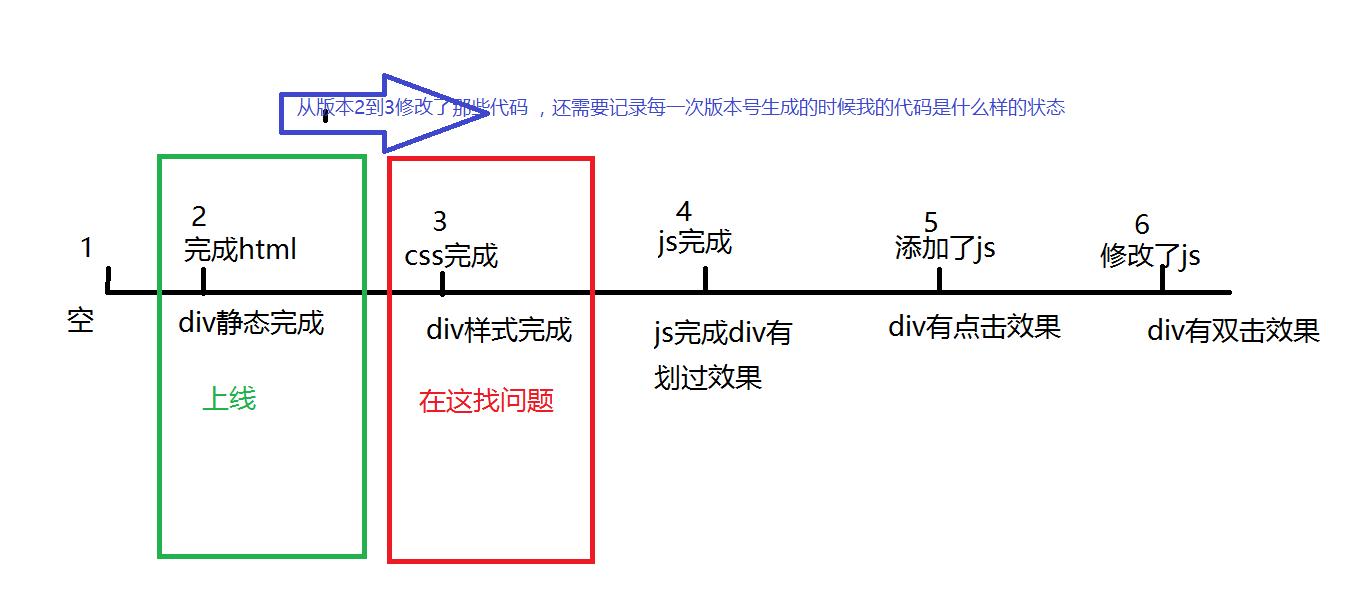 从版本2到3修改了那些代码 ，还需要记录每一次版本号生成的时候我的代码是什么样的状态
1
空
2
完成html
div静态完成
上线
3
css完成
div样式完成
在这找问题
4
js完成
js完成div有
划过效果
5
添加了js
div有点击效果
6
修改了js
div有双击效果